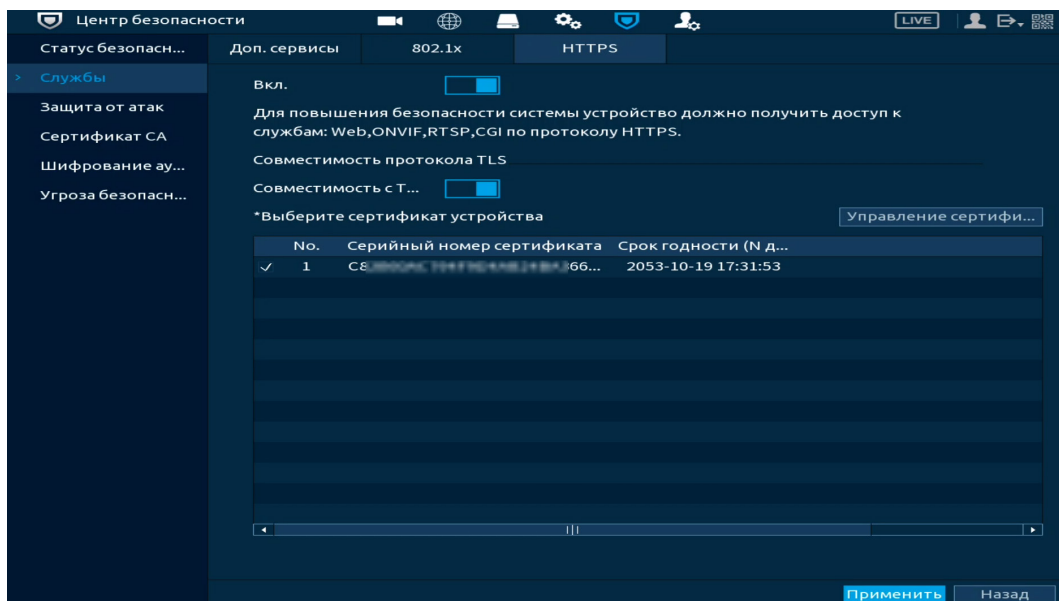 Центр безопасности
LIVE
Статус безопасн...
Доп. сервисы
802.1x
HTTPS
Службы
Вкл.
Защита от атак
Для повышения безопасности системы устройство должно получить доступ к
службам: Web,ONVIF,RTSP,CGI по протоколу HTTPS.
Сертификат CA
Совместимость протокола TLS
Шифрование ау...
Совместимость с T...
Угроза безопасн...
*Выберите сертификат устройства
Управление сертифи...
No. Серийный номер сертификата Срок годности (N д...
1 2053-10-19 17:31:53
Применить
Назад